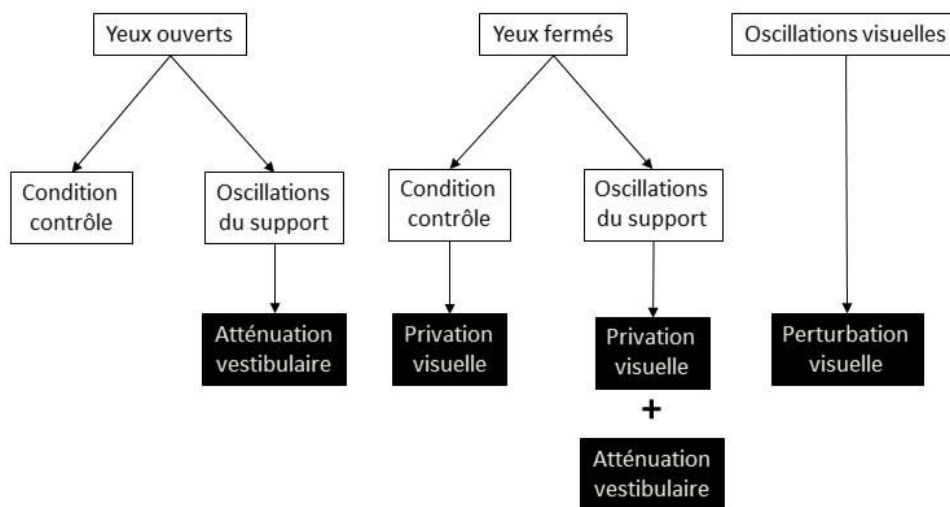 Yeux ouverts
Yeux fermés
Oscillations visuelles
Condition
contrôle
Oscillations
du support
Condition
contrôle
Oscillations
du support
Atténuation
vestibulaire
Privation
visuelle
Privation
visuelle
+
Atténuation
vestibulaire
Perturbation
visuelle